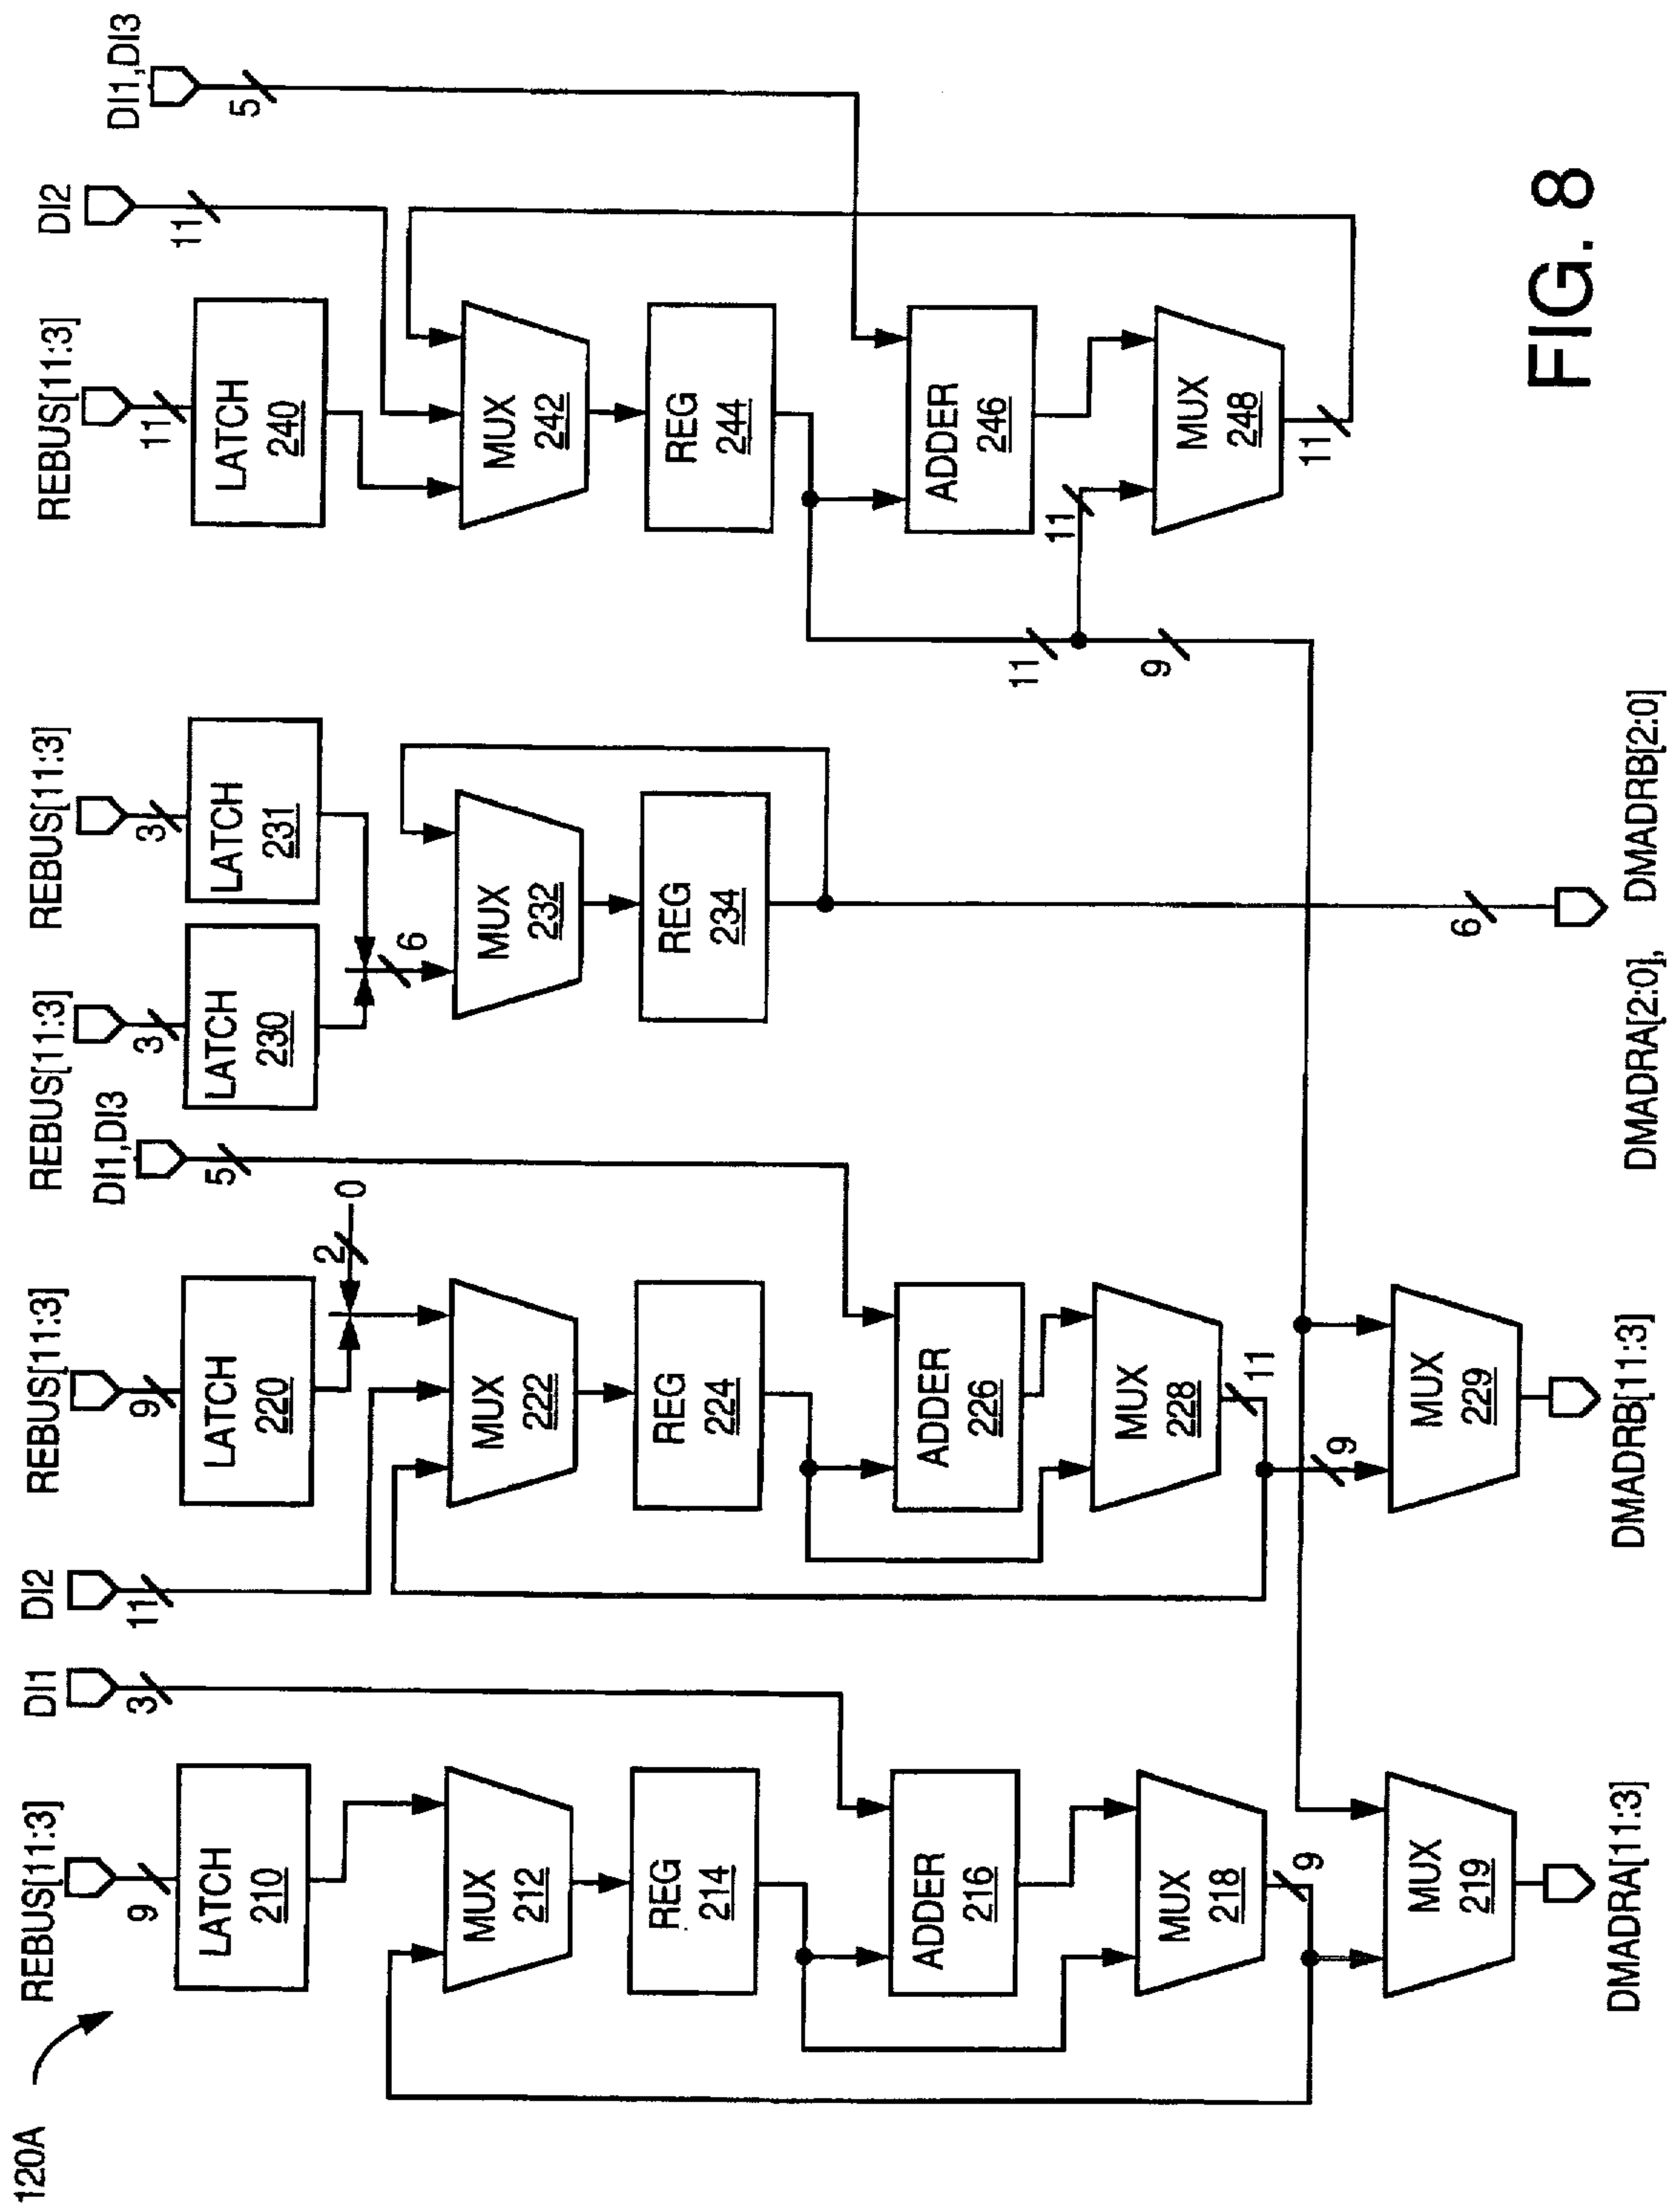 120A
REBUS[11:3]
9
LATCH
210
MUX
212
REG
214
DI1
3
ADDER
216
MUX
218
9
MUX
219
DMADRA[11:3]
DI2
11
REBUS[11:3]
9
LATCH
220
2
0
MUX
222
REG
224
DI1,DI3
5
ADDER
226
MUX
228
11
9
MUX
229
DMADRB[11:3]
REBUS[11:3]
3
LATCH
230
REBUS[11:3]
3
LATCH
231
6
MUX
232
REG
234
6
DMADRA[2:0], DMADRB[2:0]
REBUS[11:3]
11
LATCH
240
DI2
11
DI1,DI3
5
MUX
242
REG
244
ADDER
246
11
11
9
MUX
248
11
FIG. 8